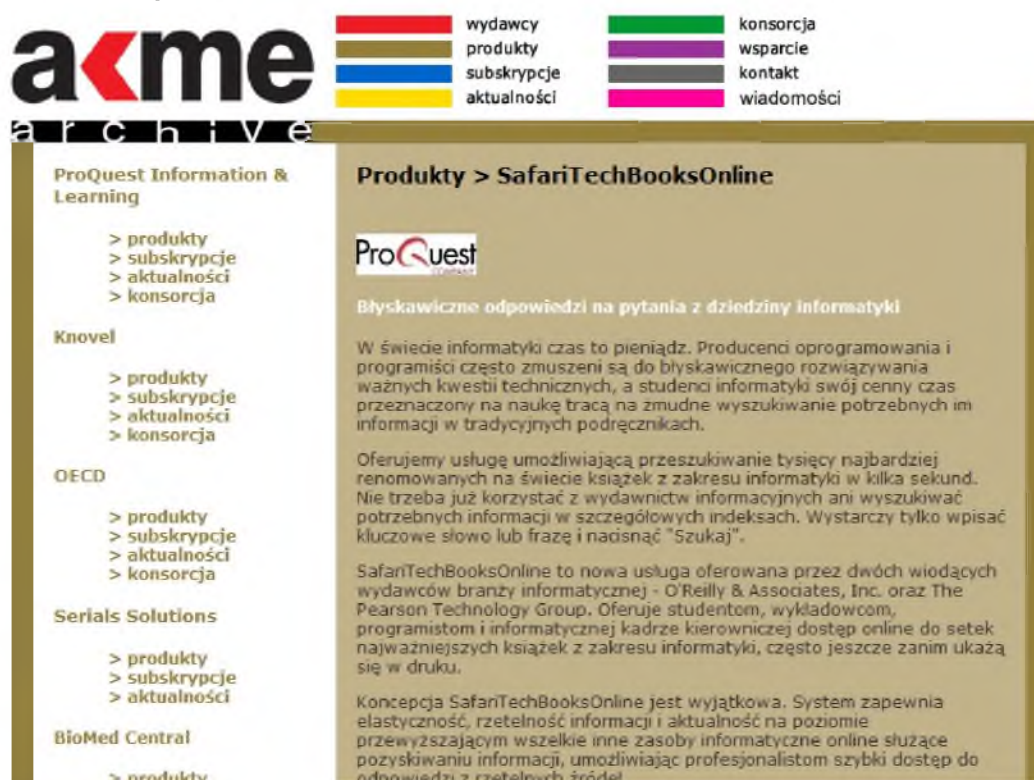 akme
archive
wydawcy
produkty
subskrypcje
aktualności
konsorcja
wsparcie
kontakt
wiadomości
ProQuest Information &
Learning
> produkty
> subskrypcje
> aktualności
> konsorcja
Knovel
> produkty
> subskrypcje
> aktualności
> konsorcja
OECD
> produkty
> subskrypcje
> aktualności
> konsorcja
Serials Solutions
> produkty
> subskrypcje
> aktualności
BioMed Central
> produkty
Produkty > SafariTechBooksOnline
ProQuest
COMPANY
Błyskawiczne odpowiedzi na pytania z dziedziny informatyki
W świecie informatyki czas to pieniądz. Producenci oprogramowania i
programiści często zmuszeni są do błyskawicznego rozwiązywania
ważnych kwestii technicznych, a studenci informatyki swój cenny czas
przeznaczony na naukę tracą na żmudne wyszukiwanie potrzebnych im
informacji w tradycyjnych podręcznikach.
Oferujemy usługę umożliwiającą przeszukiwanie tysięcy najbardziej
renomowanych na świecie książek z zakresu informatyki w kilka sekund.
Nie trzeba już korzystać z wydawnictw informacyjnych ani wyszukiwać
potrzebnych informacji w szczegółowych indeksach. Wystarczy tylko wpisać
kluczowe słowo lub frazę i nacisnąć "Szukaj".
SafariTechBooksOnline to nowa usługa oferowana przez dwóch wiodących
wydawców branży informatycznej - O'Reilly & Associates, Inc. oraz The
Pearson Technology Group. Oferuje studentom, wykładowcom,
programistom i informatycznej kadrze kierowniczej dostęp online do setek
najważniejszych książek z zakresu informatyki, często jeszcze zanim ukażą
się w druku.
Koncepcja SafariTechBooksOnline jest wyjątkowa. System zapewnia
elastyczność, rzetelność informacji i aktualność na poziomie
przewyższającym wszelkie inne zasoby informatyczne online służące
pozyskiwaniu informacji, umożliwiając profesjonalistom szybki dostęp do
odpowiedzi z rzetelnych źródeł